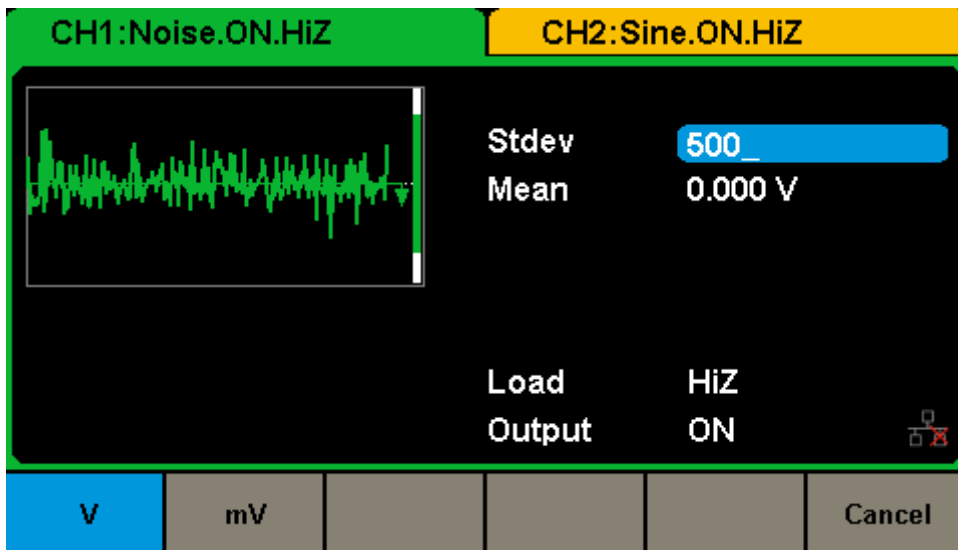 CH1:Noise.ON.HiZ
CH2:Sine.ON.HiZ
Stdev 500_
Mean 0.000 V
Load HiZ
Output ON
V mV Cancel